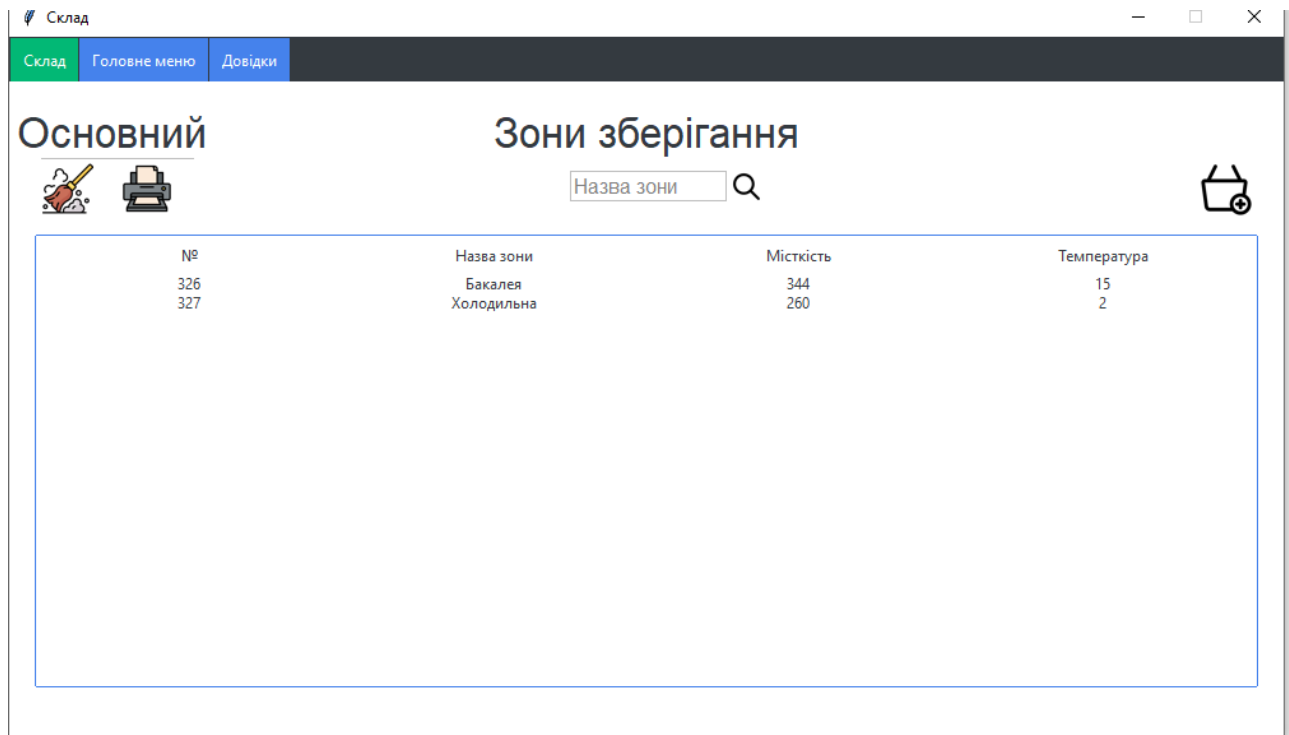 Склад
Склад Головне меню Довідки
Основний Зони зберігання
Назва зони
№ Назва зони Місткість Температура
326 Бакалея 344 15
327 Холодильна 260 2